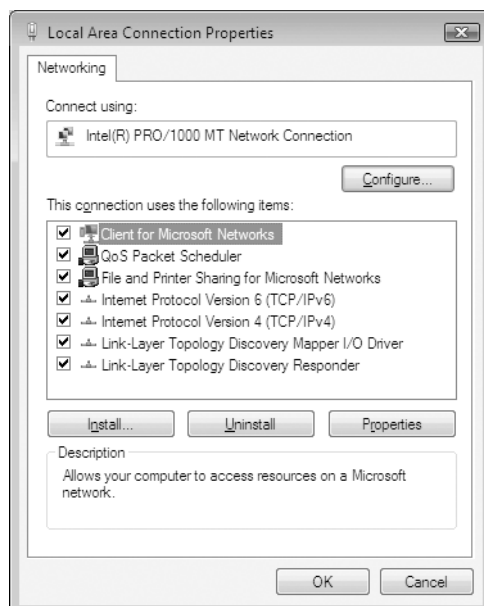 Local Area Connection Properties
Networking
Connect using:
Intel(R) PRO/1000 MT Network Connection
Configure...
This connection uses the following items:
Client for Microsoft Networks
QoS Packet Scheduler
File and Printer Sharing for Microsoft Networks
Internet Protocol Version 6 (TCP/IPv6)
Internet Protocol Version 4 (TCP/IPv4)
Link-Layer Topology Discovery Mapper I/O Driver
Link-Layer Topology Discovery Responder
Install... Uninstall Properties
Description
Allows your computer to access resources on a Microsoft
network.
OK Cancel